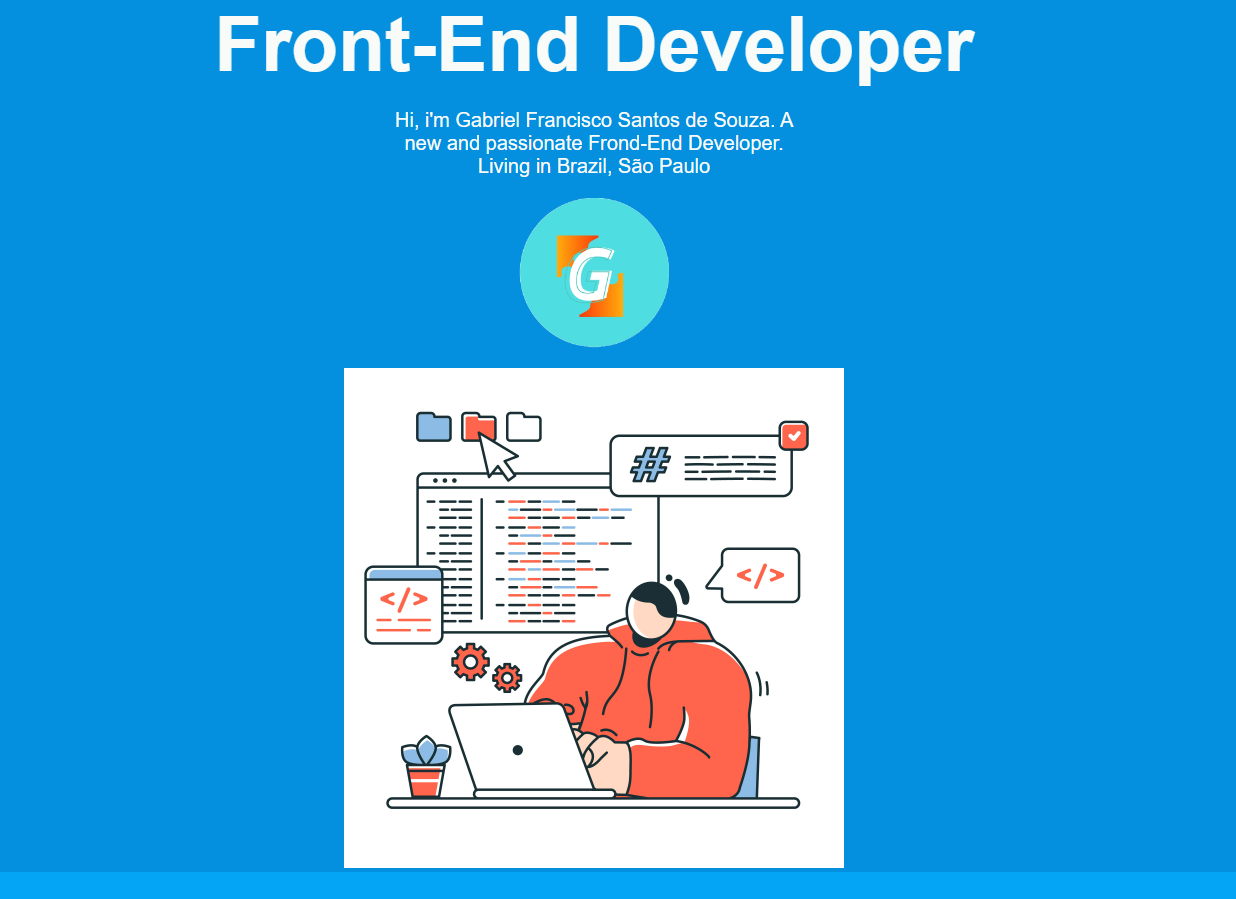 Front-End Developer
Hi, i'm Gabriel Francisco Santos de Souza. A
new and passionate Frond-End Developer.
Living in Brazil, São Paulo
G
#
</>
</>